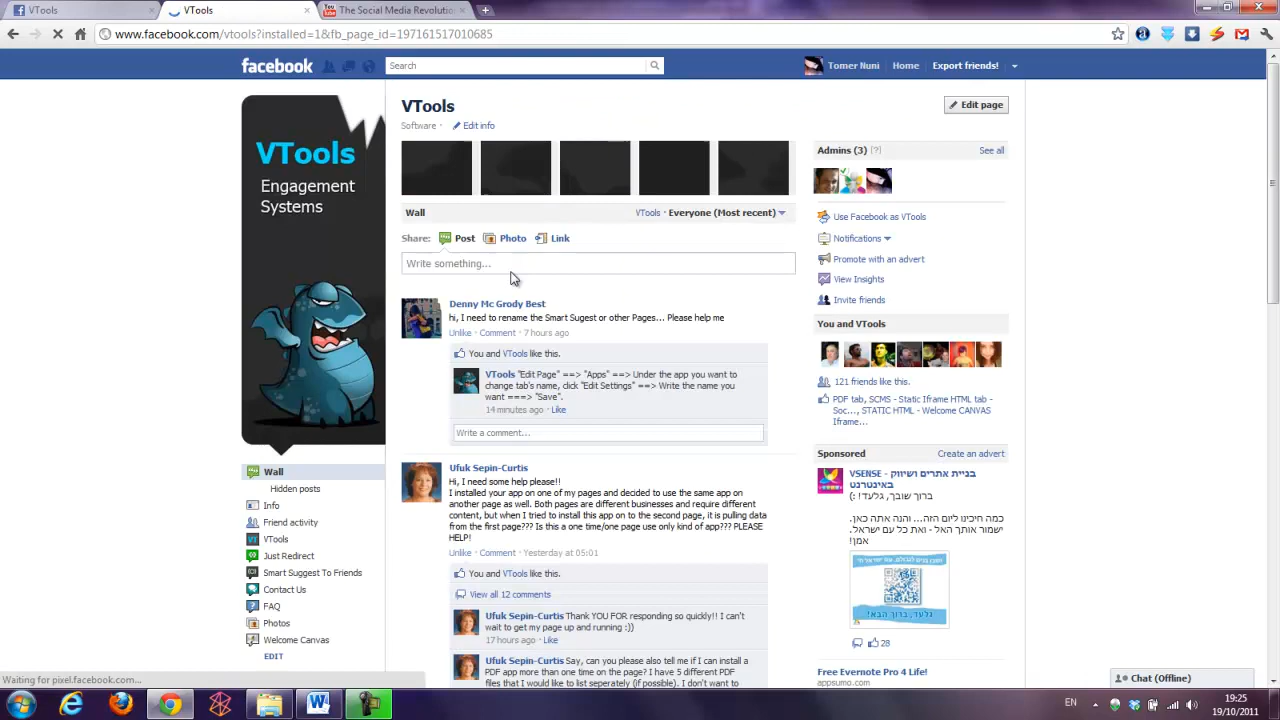 VTools
VTools
The Social Media Revolutio
www.facebook.com/vtools?installed=1&fb_page_id=197161517010685
facebook
Search
Tomer Nuni
Home
Export friends!
VTools
Engagement
Systems
VTools
Edit page
Software ·
Edit info
Wall
VTools · Everyone (Most recent)
Share:
Post
Photo
Link
Write something...
Denny Mc Grody Best
hi, I need to rename the Smart Sugest or other Pages... Please help me
Unlike · Comment · 7 hours ago
You and VTools like this.
VTools "Edit Page" ==> "Apps" ==> Under the app you want to
change tab's name, click "Edit Settings" ==> Write the name you
want ===> "Save".
14 minutes ago · Like
Write a comment...
Ufuk Sepin-Curtis
Hi, I need some help please!!
I installed your app on one of my pages and decided to use the same app on
another page as well. Both pages are different businesses and require different
content, but when I tried to install this app on to the second page, it is pulling data
from the first page??? Is this a one time/one page use only kind of app??? PLEASE
HELP!
Unlike · Comment · Yesterday at 05:01
You and VTools like this.
View all 12 comments
Ufuk Sepin-Curtis Thank YOU FOR responding so quickly!! I can't
wait to get my page up and running :))
17 hours ago · Like
Ufuk Sepin-Curtis Say, can you please also tell me if I can install a
PDF app more than one time on the page? I have 5 different PDF
files that I would like to list seperately (if possible). I don't want to
Wall
Hidden posts
Info
Friend activity
VTools
Just Redirect
Smart Suggest To Friends
Contact Us
FAQ
Photos
Welcome Canvas
EDIT
Admins (3) [?]
See all
Use Facebook as VTools
Notifications
Promote with an advert
View Insights
Invite friends
You and VTools
121 friends like this.
PDF tab, SCMS - Static Iframe HTML tab -
Soc..., STATIC HTML - Welcome CANVAS
Iframe...
Sponsored
Create an advert
VSENSE - בניית אתרים ושיווק
באינטרנט
ברוך שובך, גלעד! :)
כמה חיכינו ליום הזה... והנה אתה כאן.
ישמור אותך האל - ואת כל עם ישראל.
אמן!
גלעד, ברוך הבא!
28
Free Evernote Pro 4 Life!
appsumo.com
Chat (Offline)
Waiting for pixel.facebook.com...
EN
19:25
19/10/2011